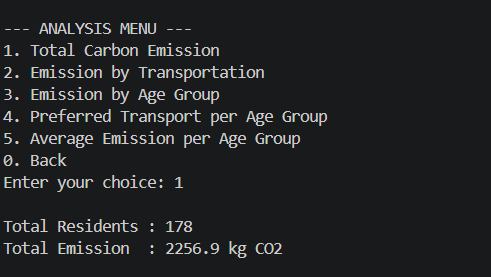 --- ANALYSIS MENU ---
1. Total Carbon Emission
2. Emission by Transportation
3. Emission by Age Group
4. Preferred Transport per Age Group
5. Average Emission per Age Group
0. Back
Enter your choice: 1
Total Residents : 178
Total Emission  : 2256.9 kg CO2